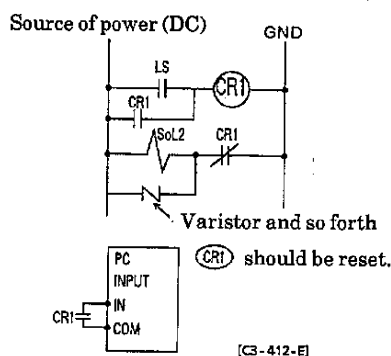 Source of power (DC)
GND
LS
CR1
CR1
SoL2
CR1
Varistor and so forth
PC
INPUT
IN
COM
CR1
CR1 should be reset.
[C3-412-E]